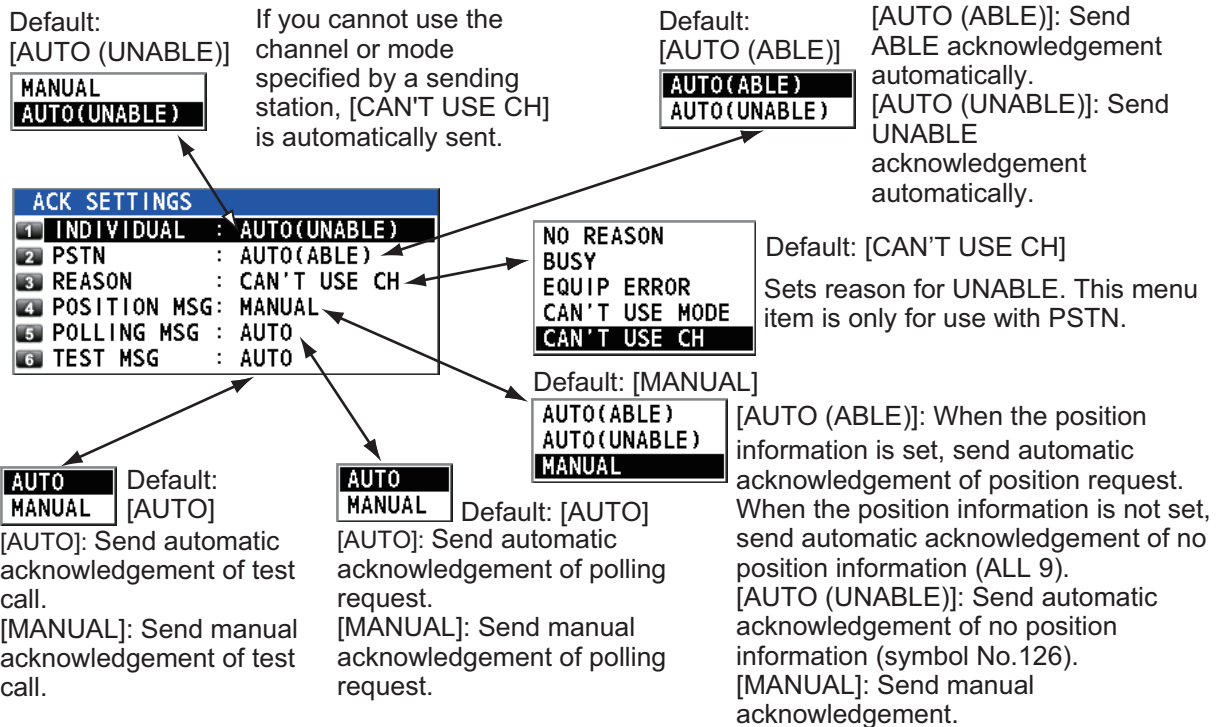 Default:
[AUTO (UNABLE)]
MANUAL
AUTO(UNABLE)
If you cannot use the
channel or mode
specified by a sending
station, [CAN'T USE CH]
is automatically sent.
Default:
[AUTO (ABLE)]
AUTO(ABLE)
AUTO(UNABLE)
[AUTO (ABLE)]: Send
ABLE acknowledgement
automatically.
[AUTO (UNABLE)]: Send
UNABLE
acknowledgement
automatically.
ACK SETTINGS
1 INDIVIDUAL : AUTO(UNABLE)
2 PSTN : AUTO(ABLE)
3 REASON : CAN'T USE CH
4 POSITION MSG: MANUAL
5 POLLING MSG : AUTO
6 TEST MSG : AUTO
NO REASON
BUSY
EQUIP ERROR
CAN'T USE MODE
CAN'T USE CH
Default: [CAN’T USE CH]
Sets reason for UNABLE. This menu
item is only for use with PSTN.
Default: [MANUAL]
AUTO(ABLE)
AUTO(UNABLE)
MANUAL
[AUTO (ABLE)]: When the position
information is set, send automatic
acknowledgement of position request.
When the position information is not set,
send automatic acknowledgement of no
position information (ALL 9).
[AUTO (UNABLE)]: Send automatic
acknowledgement of no position
information (symbol No.126).
[MANUAL]: Send manual
acknowledgement.
AUTO
MANUAL
Default:
[AUTO]
[AUTO]: Send automatic
acknowledgement of test
call.
[MANUAL]: Send manual
acknowledgement of test
call.
AUTO
MANUAL
Default: [AUTO]
[AUTO]: Send automatic
acknowledgement of polling
request.
[MANUAL]: Send manual
acknowledgement of polling
request.